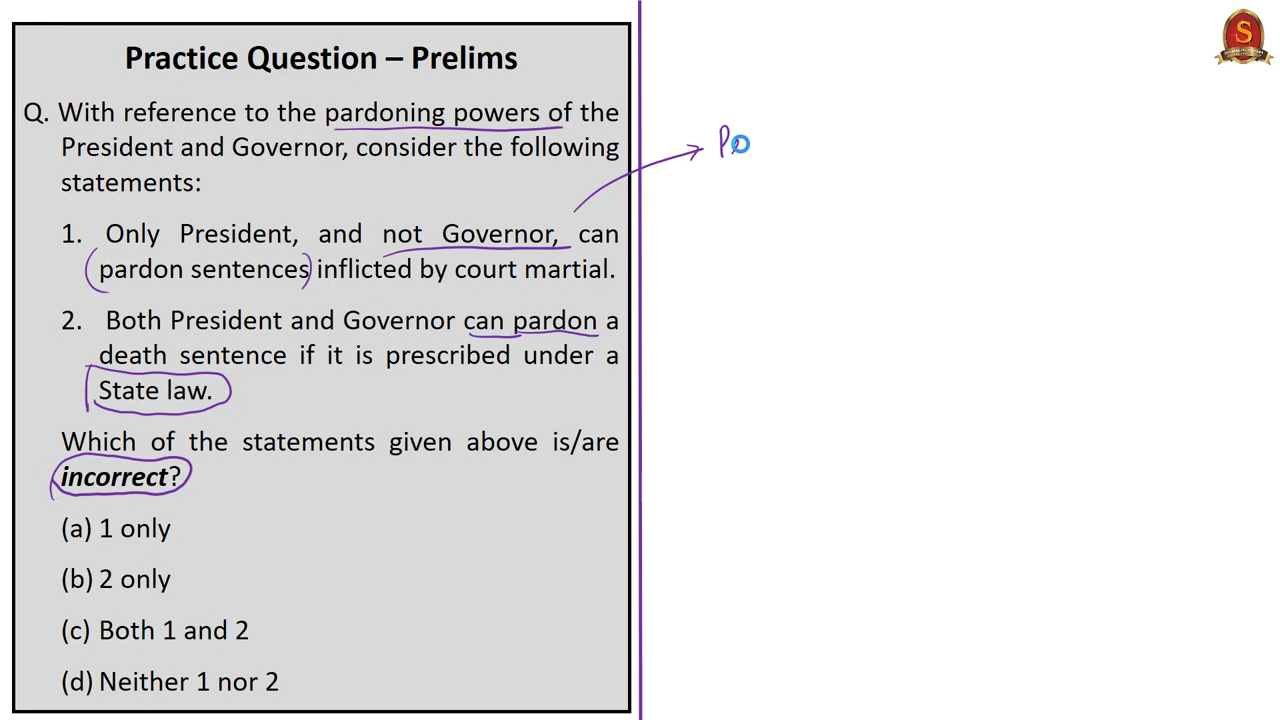 Practice Question – Prelims
Q. With reference to the pardoning powers of the
President and Governor, consider the following
statements:
1. Only President, and not Governor, can
pardon sentences inflicted by court martial.
2. Both President and Governor can pardon a
death sentence if it is prescribed under a
State law.
Which of the statements given above is/are
incorrect?
(a) 1 only
(b) 2 only
(c) Both 1 and 2
(d) Neither 1 nor 2
S